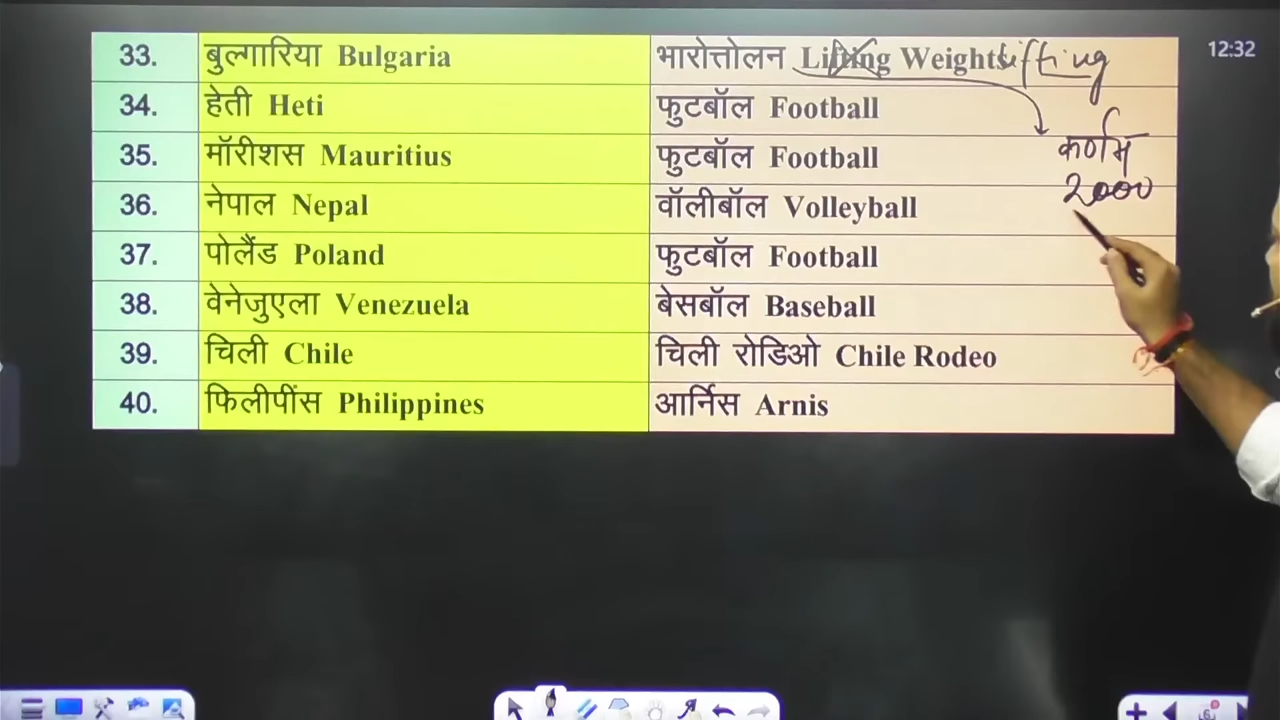 12:32
33. बुल्गारिया Bulgaria भारोत्तोलन Lifting Weights lifting
34. हेती Heti फुटबॉल Football
35. मॉरीशस Mauritius फुटबॉल Football
36. नेपाल Nepal वॉलीबॉल Volleyball
2000
37. पोलैंड Poland फुटबॉल Football
38. वेनेजुएला Venezuela बेसबॉल Baseball
39. चिली Chile चिली रोडिओ Chile Rodeo
40. फिलीपींस Philippines आर्निस Arnis